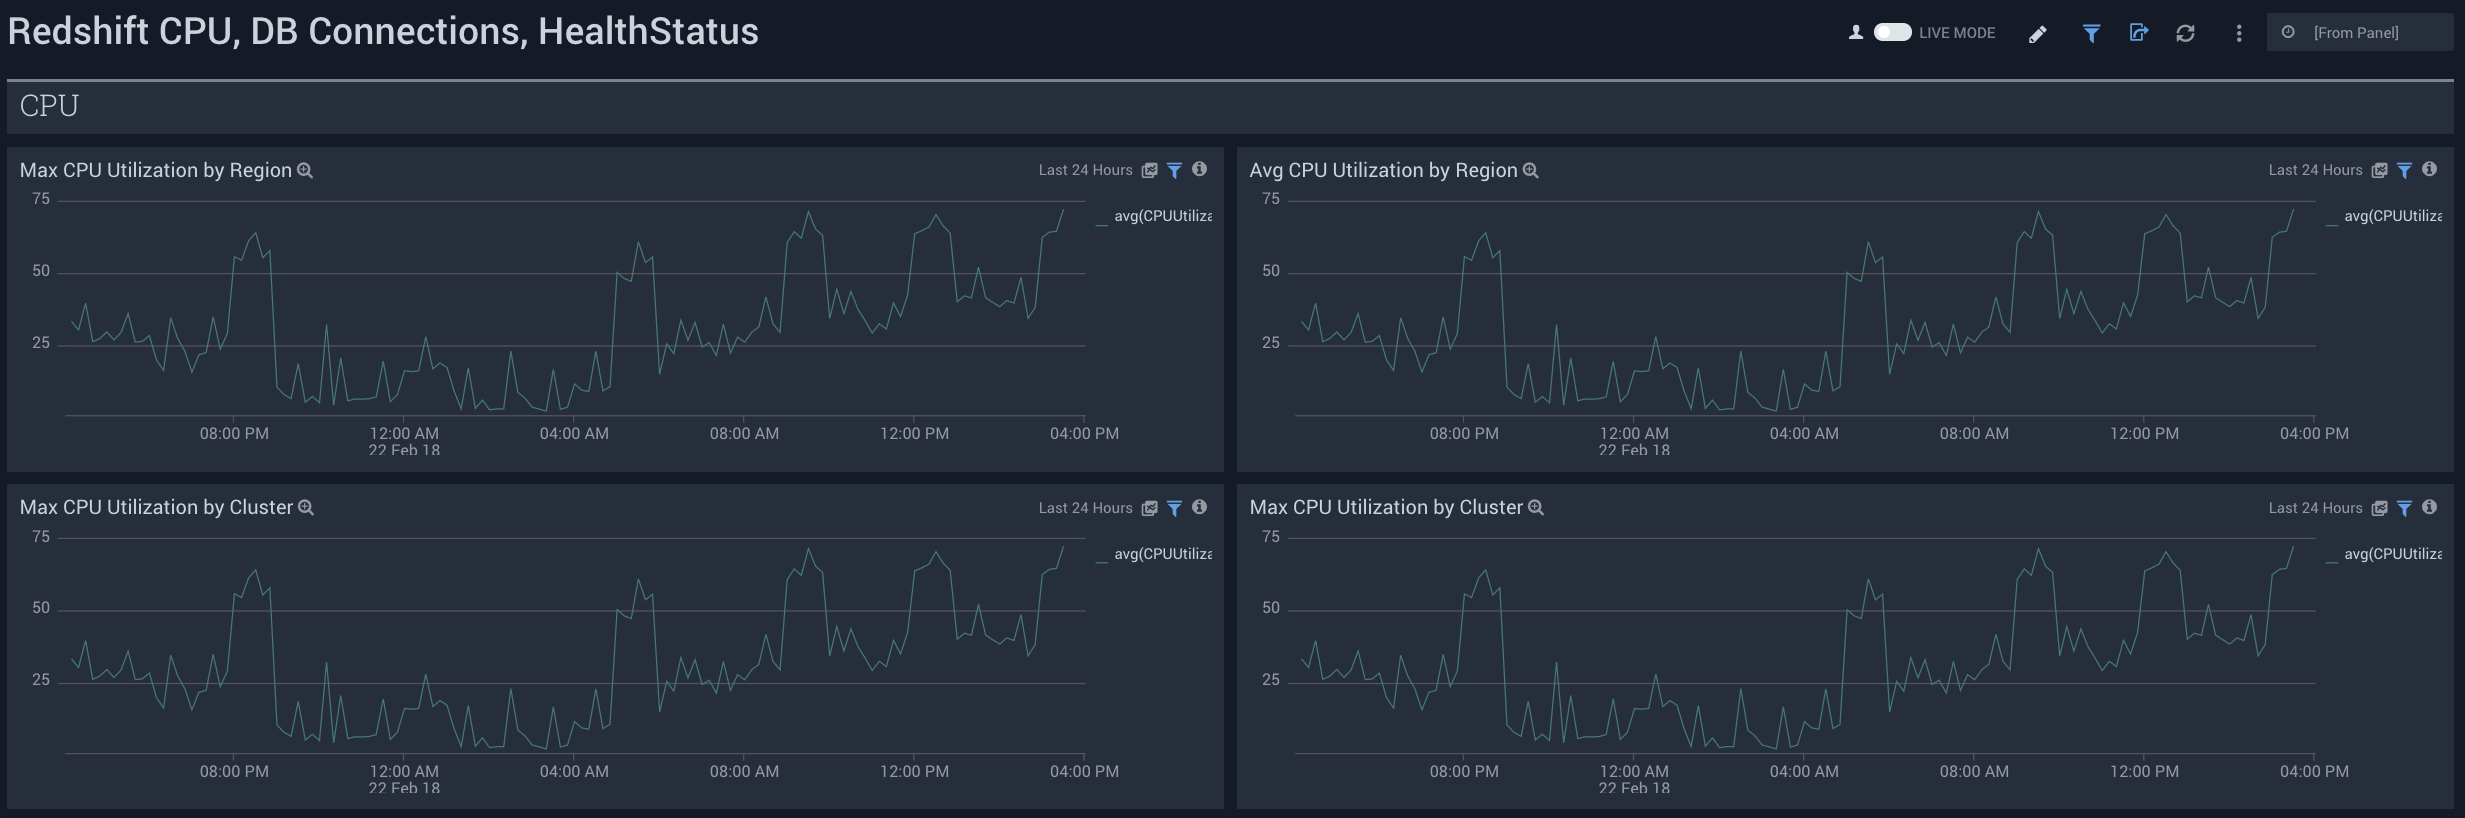 Redshift CPU, DB Connections, HealthStatus
LIVE MODE
[From Panel]
CPU
Max CPU Utilization by Region
Last 24 Hours
75
50
25
avg(CPUUtiliza
08:00 PM
12:00 AM
04:00 AM
08:00 AM
12:00 PM
04:00 PM
22 Feb 18
Avg CPU Utilization by Region
Last 24 Hours
75
50
25
avg(CPUUtiliza
08:00 PM
12:00 AM
04:00 AM
08:00 AM
12:00 PM
04:00 PM
22 Feb 18
Max CPU Utilization by Cluster
Last 24 Hours
75
50
25
avg(CPUUtiliza
08:00 PM
12:00 AM
04:00 AM
08:00 AM
12:00 PM
04:00 PM
22 Feb 18
Max CPU Utilization by Cluster
Last 24 Hours
75
50
25
avg(CPUUtiliza
08:00 PM
12:00 AM
04:00 AM
08:00 AM
12:00 PM
04:00 PM
22 Feb 18